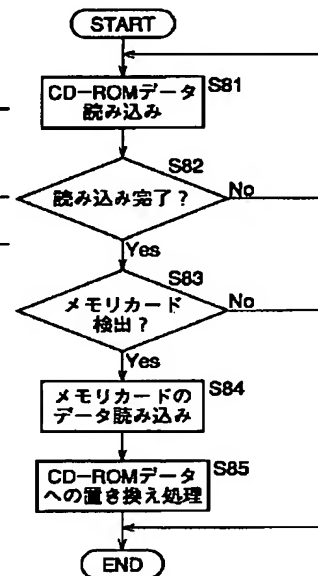 START
CD-ROMデータ
読み込み
S81
S82
読み込み完了？
No
Yes
S83
メモリカード
検出？
No
Yes
メモリカードの
データ読み込み
S84
CD-ROMデータ
への置き換え処理
S85
END